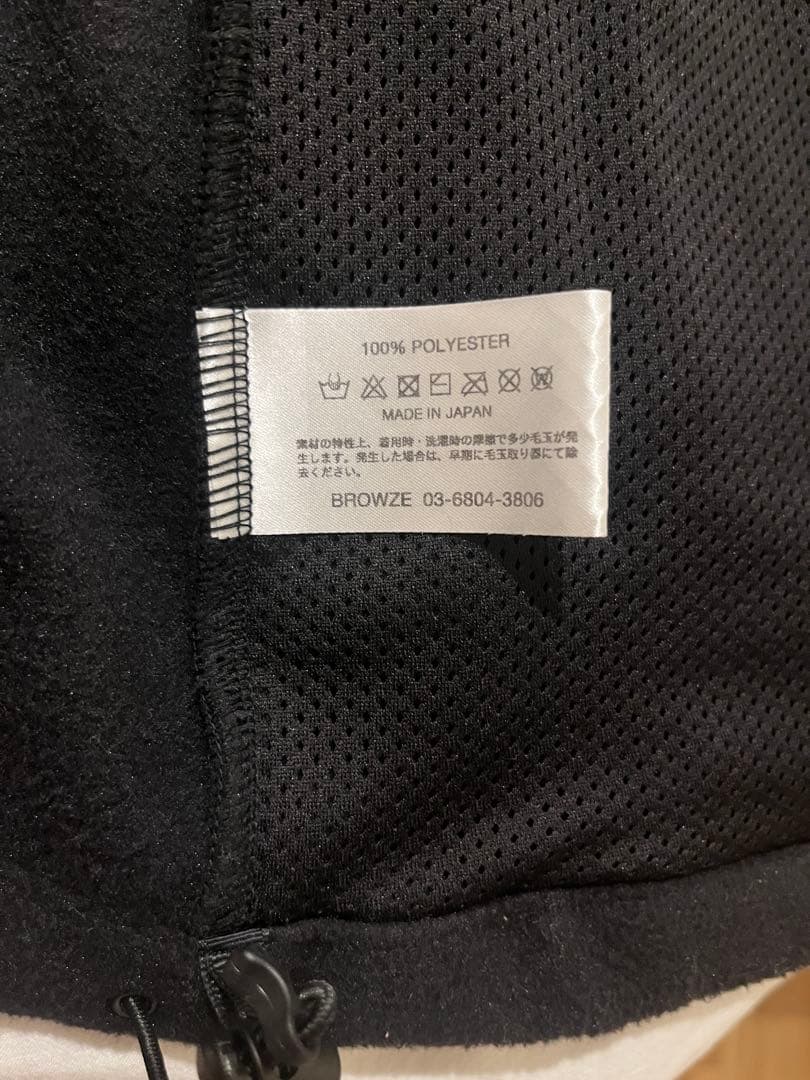 100% POLYESTER
MADE IN JAPAN
素材の特性上、着用時・洗濯時の摩擦で多少毛玉が発
生します。発生した場合は、早期に毛玉取り器にて除
去ください。
BROWZE 03-6804-3806